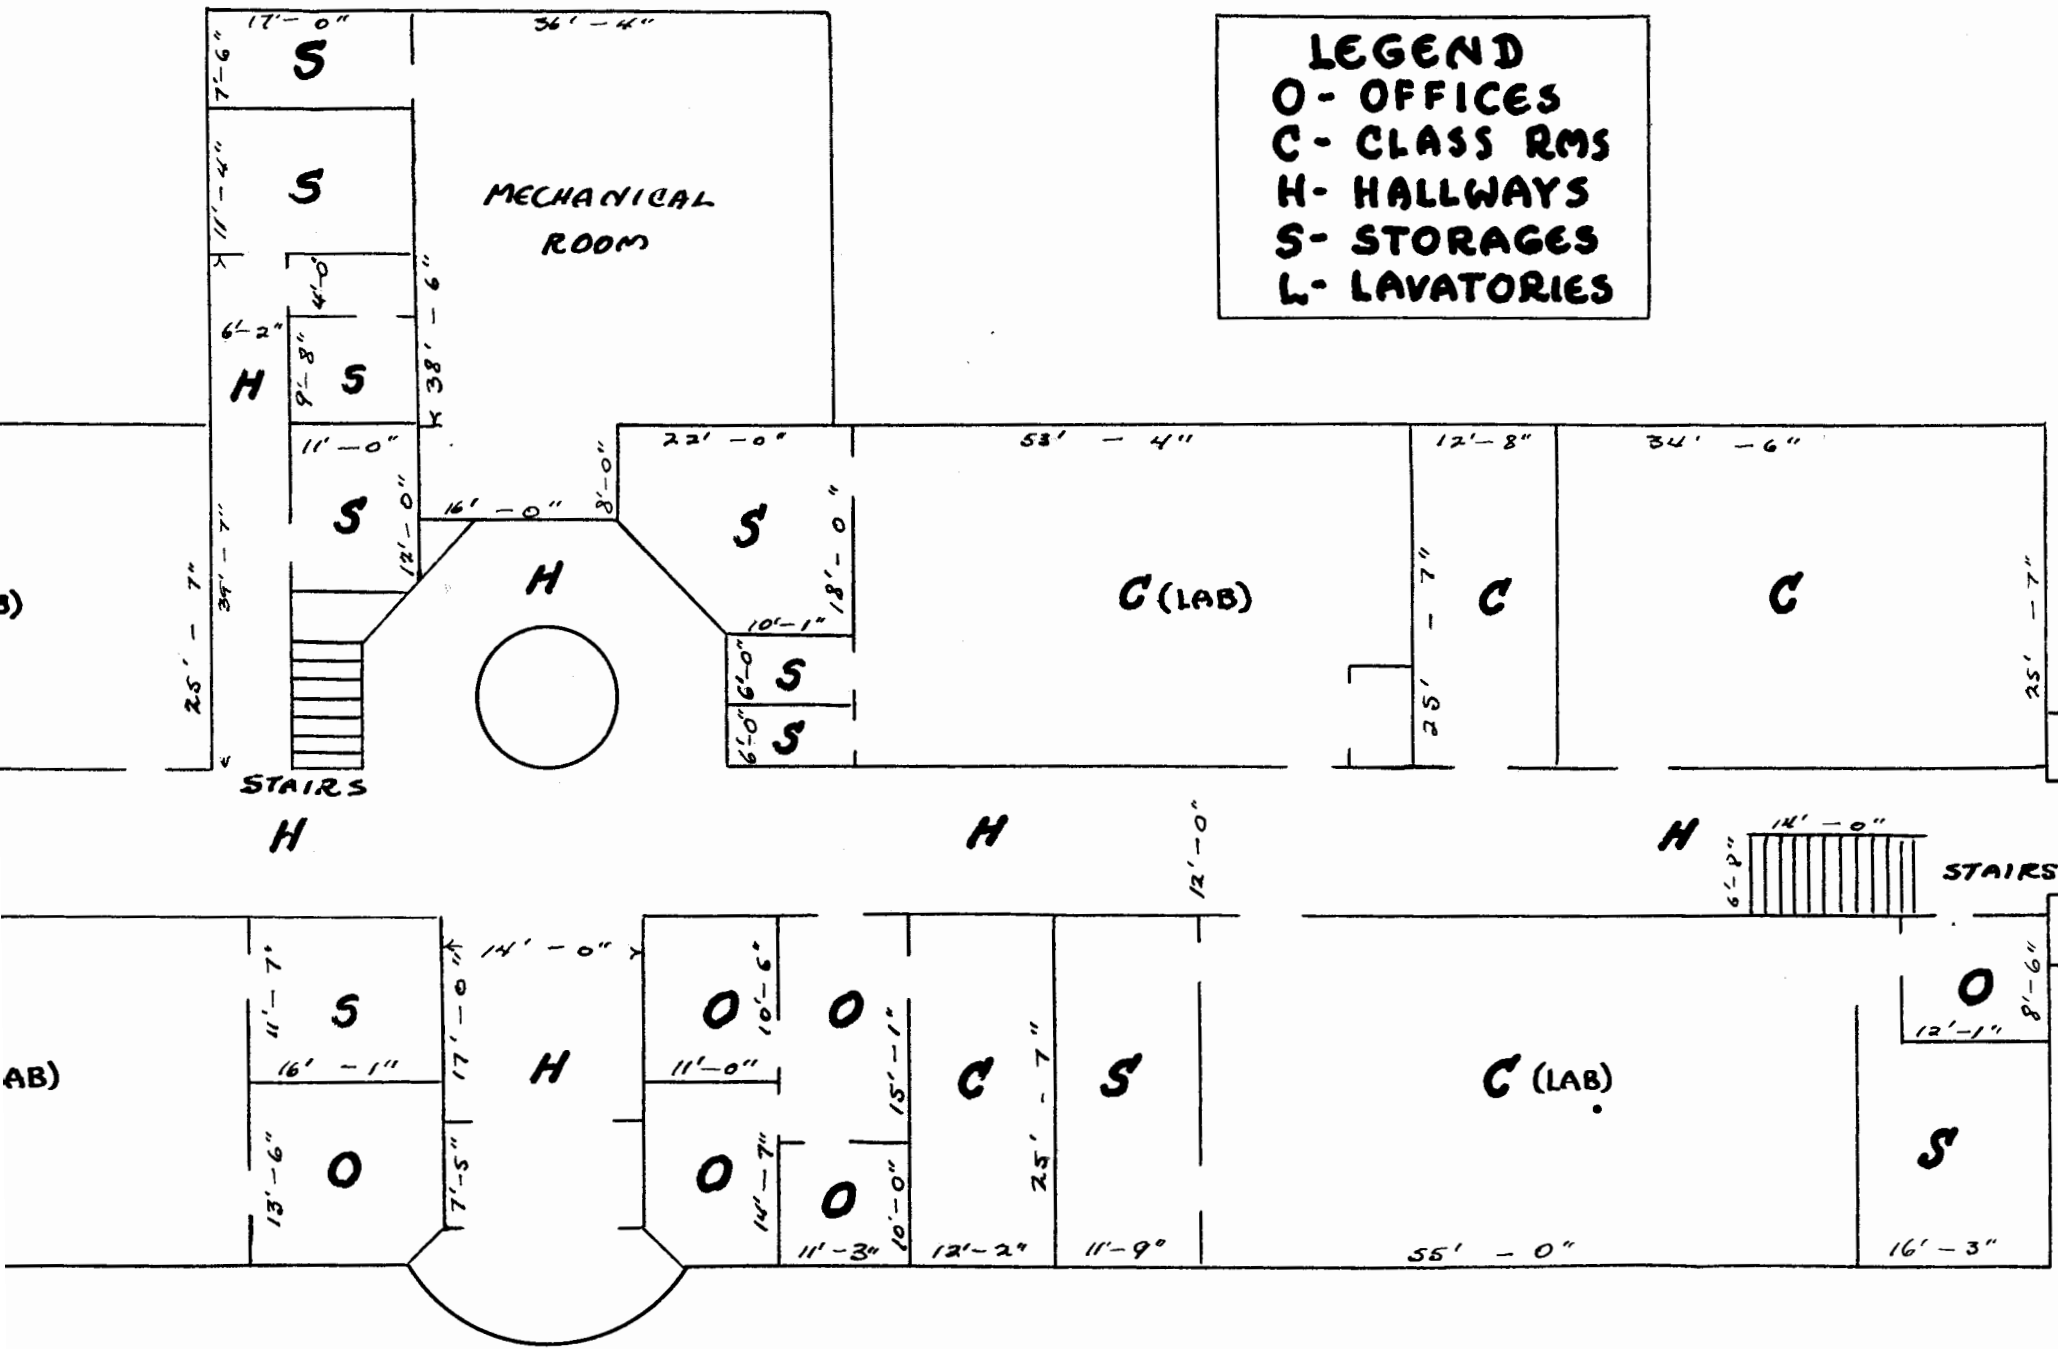 17'-0"
36'-4"
7'-6"
S
LEGEND
O- OFFICES
C- CLASS RMS
H- HALLWAYS
S- STORAGES
L- LAVATORIES
11'-4"
S
MECHANICAL
ROOM
4'-0"
38'-6"
6'-2"
H
9'-8"
S
11'-0"
22'-0"
53'-4"
12'-8"
34'-6"
S
12'-0"
16'-0"
8'-0"
S
18'-0"
25'-7"
39'-7"
H
C (LAB)
25'-7"
C
C
25'-7"
B)
10'-1"
6'-0"
S
6'-0"
S
STAIRS
H
H
12'-0"
H
14'-0"
6'-8"
STAIRS
11'-7"
S
16'-1"
17'-0"
14'-0"
H
O
10'-6"
11'-0"
O
15'-1"
C
25'-7"
S
C (LAB)
O
8'-6"
12'-1"
AB)
13'-6"
O
7'-5"
O
14'-7"
O
10'-0"
11'-3"
12'-2"
11'-9"
55'-0"
S
16'-3"